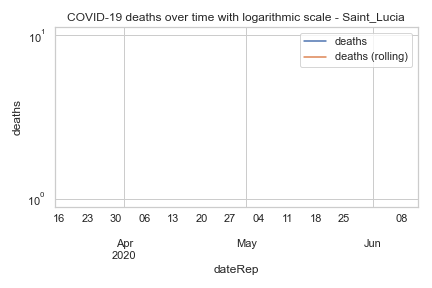 COVID-19 deaths over time with logarithmic scale - Saint_Lucia
deaths
deaths (rolling)
10¹
deaths
10⁰
16 23 30 06 13 20 27 04 11 18 25 08
Apr May Jun
2020
dateRep